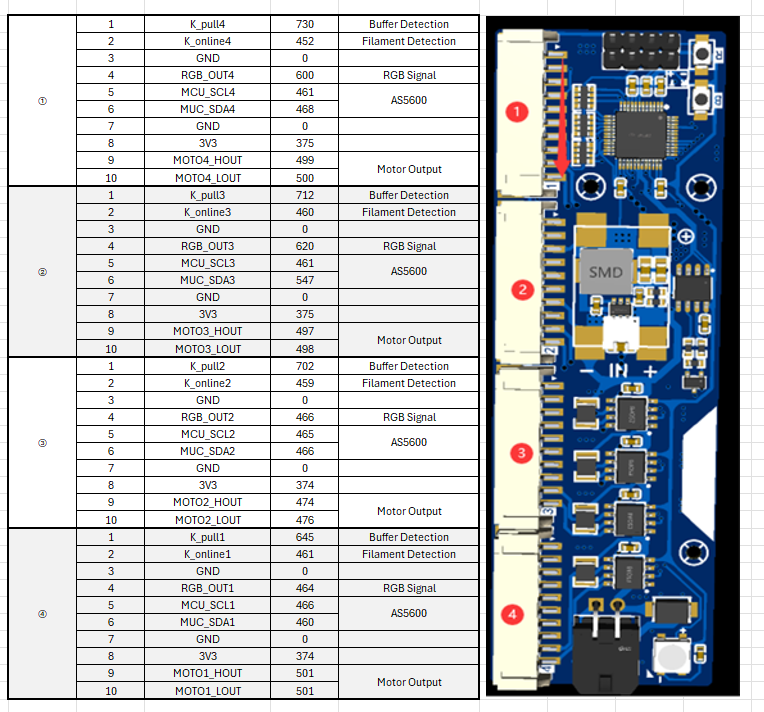 ①
1 K_pull4 730 Buffer Detection
2 K_online4 452 Filament Detection
3 GND 0
4 RGB_OUT4 600 RGB Signal
5 MCU_SCL4 461 AS5600
6 MUC_SDA4 468
7 GND 0
8 3V3 375
9 MOTO4_HOUT 499 Motor Output
10 MOTO4_LOUT 500
②
1 K_pull3 712 Buffer Detection
2 K_online3 460 Filament Detection
3 GND 0
4 RGB_OUT3 620 RGB Signal
5 MCU_SCL3 461 AS5600
6 MUC_SDA3 547
7 GND 0
8 3V3 375
9 MOTO3_HOUT 497 Motor Output
10 MOTO3_LOUT 498
③
1 K_pull2 702 Buffer Detection
2 K_online2 459 Filament Detection
3 GND 0
4 RGB_OUT2 466 RGB Signal
5 MCU_SCL2 465 AS5600
6 MUC_SDA2 466
7 GND 0
8 3V3 374
9 MOTO2_HOUT 474 Motor Output
10 MOTO2_LOUT 476
④
1 K_pull1 645 Buffer Detection
2 K_online1 461 Filament Detection
3 GND 0
4 RGB_OUT1 464 RGB Signal
5 MCU_SCL1 466 AS5600
6 MUC_SDA1 460
7 GND 0
8 3V3 374
9 MOTO1_HOUT 501 Motor Output
10 MOTO1_LOUT 501
1
1
2
SMD
2
− +
3
3
4
4